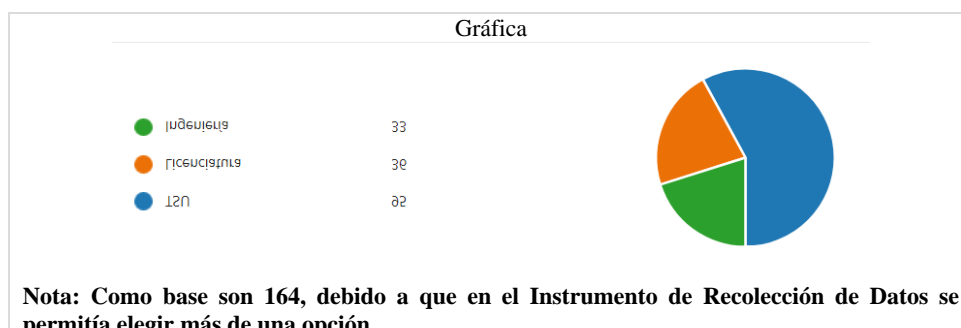 Gráfica
Ingeniería 33
Licenciatura 36
TSU 95
Nota: Como base son 164, debido a que en el Instrumento de Recolección de Datos se
permitía elegir más de una opción